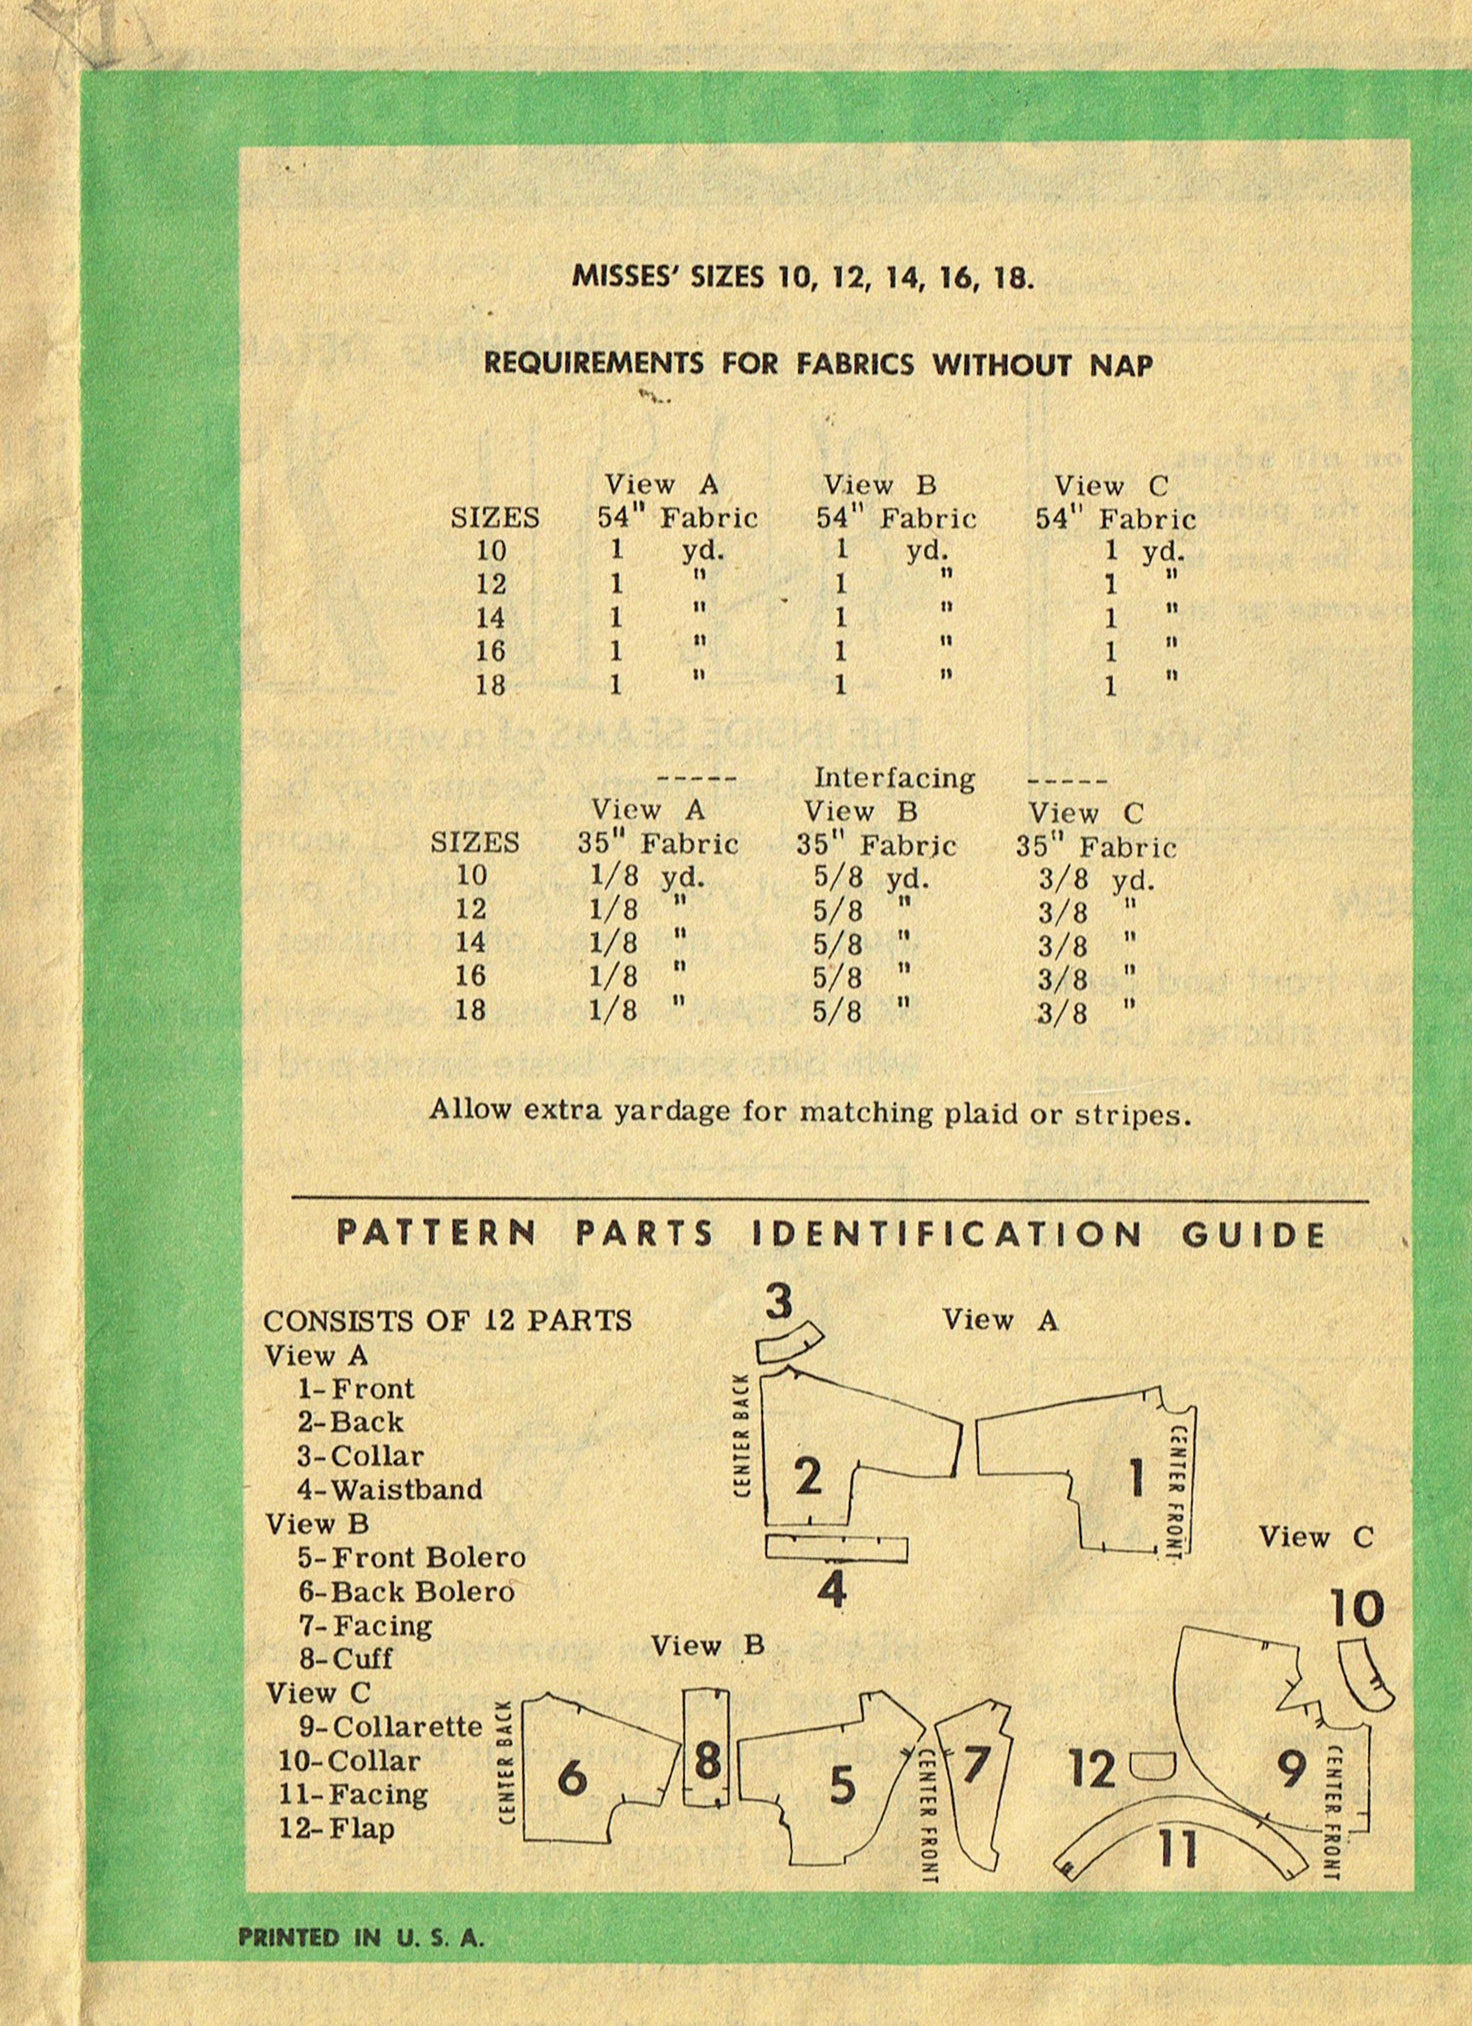 MISSES' SIZES 10, 12, 14, 16, 18.
REQUIREMENTS FOR FABRICS WITHOUT NAP
View A View B View C
SIZES 54" Fabric 54" Fabric 54" Fabric
10 1 yd. 1 yd. 1 yd.
12 1 " 1 " 1 "
14 1 " 1 " 1 "
16 1 " 1 " 1 "
18 1 " 1 " 1 "
----- Interfacing -----
View A View B View C
SIZES 35" Fabric 35" Fabric 35" Fabric
10 1/8 yd. 5/8 yd. 3/8 yd.
12 1/8 " 5/8 " 3/8 "
14 1/8 " 5/8 " 3/8 "
16 1/8 " 5/8 " 3/8 "
18 1/8 " 5/8 " 3/8 "
Allow extra yardage for matching plaid or stripes.
PATTERN PARTS IDENTIFICATION GUIDE
CONSISTS OF 12 PARTS
View A
1-Front
2-Back
3-Collar
4-Waistband
View B
5-Front Bolero
6-Back Bolero
7-Facing
8-Cuff
View C
9-Collarette
10-Collar
11-Facing
12-Flap
View A
3
CENTER BACK
2
1
CENTER FRONT
4
View B
CENTER BACK
6
8
5
CENTER FRONT
7
View C
10
12
9
CENTER FRONT
11
PRINTED IN U. S. A.